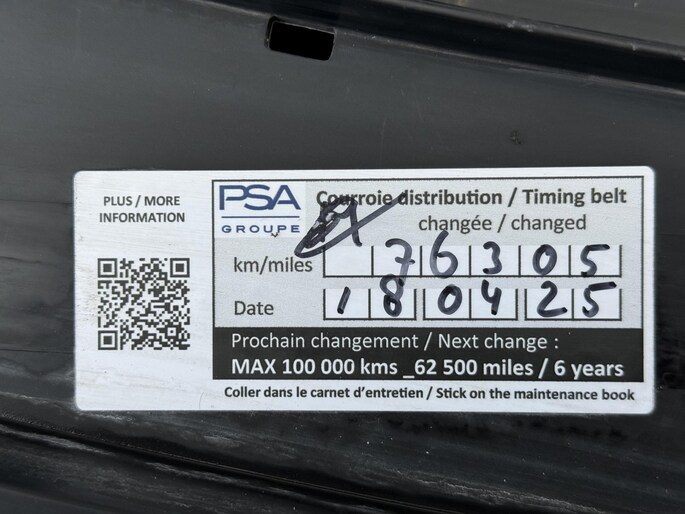 PLUS / MORE
INFORMATION
PSA
GROUPE
Courroie distribution / Timing belt
changée / changed
km/miles 76305
Date 180425
Prochain changement / Next change :
MAX 100 000 kms _62 500 miles / 6 years
Coller dans le carnet d'entretien / Stick on the maintenance book